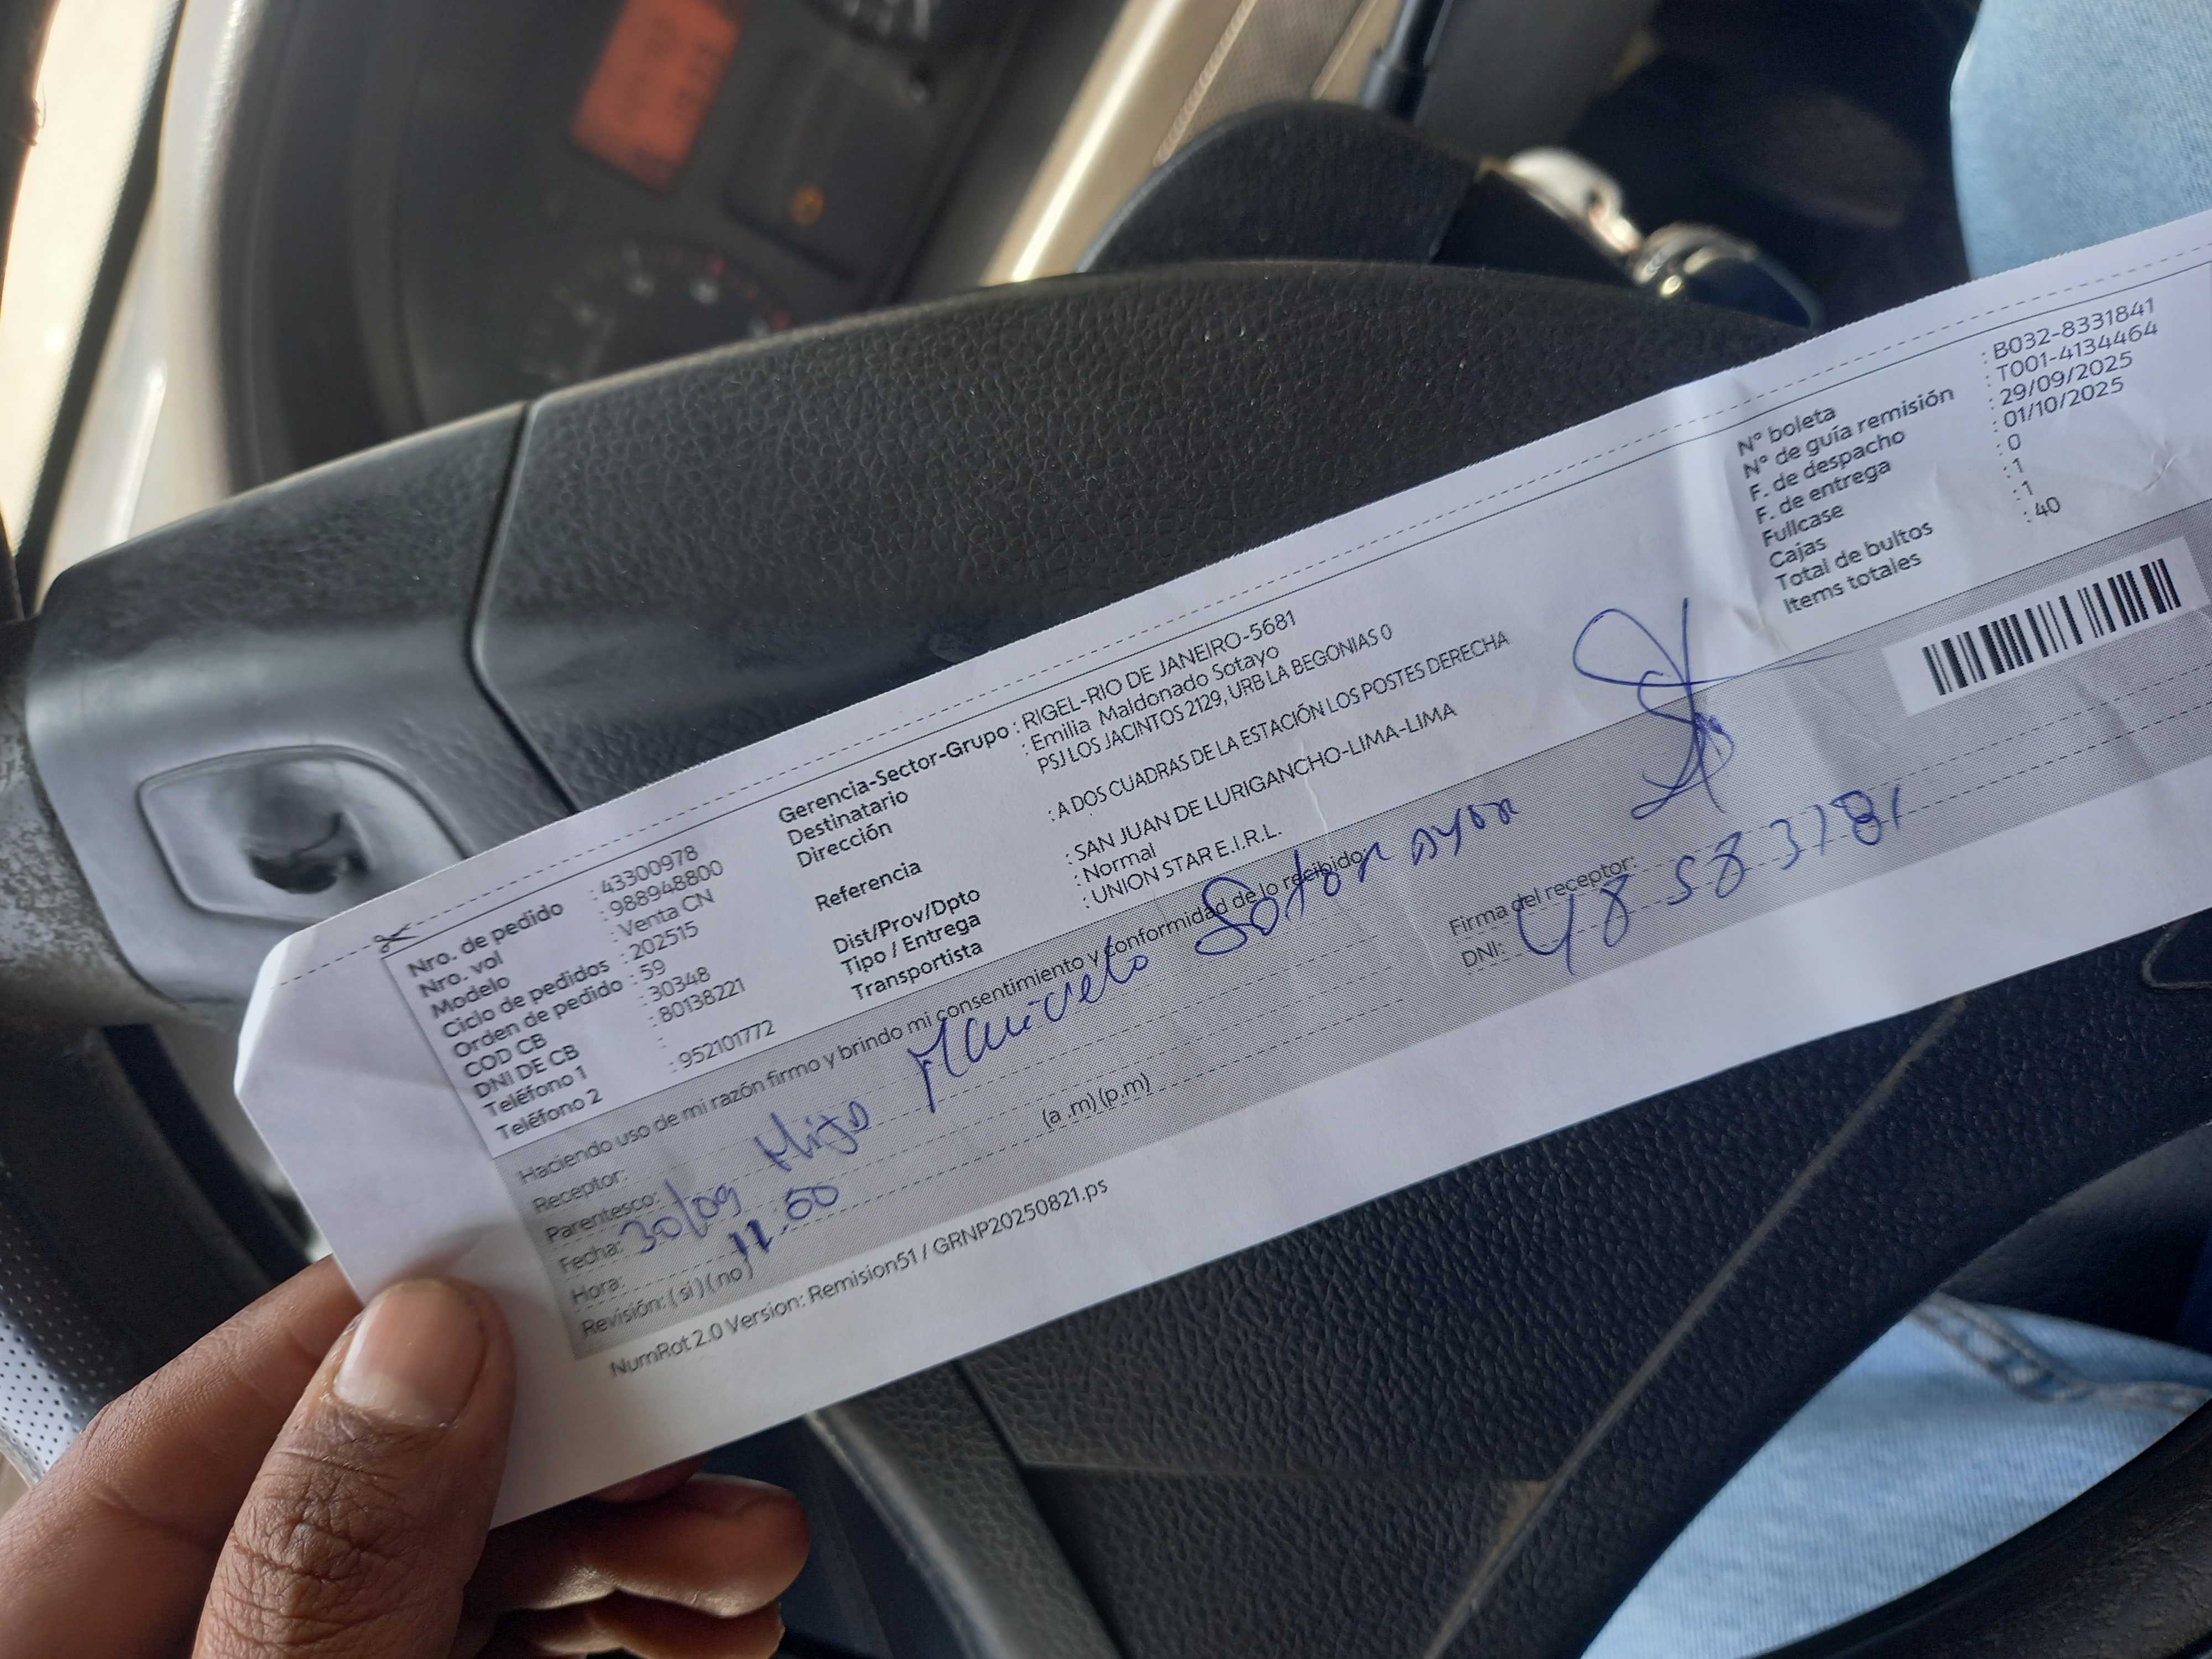 Nro. de pedido : 43300978
Nro. vol : 988948800
Modelo : Venta CN
Ciclo de pedidos : 202515
Orden de pedido : 59
COD CB : 30348
DNI DE CB : 80138221
Teléfono 1 :
Teléfono 2 : 952101772
Gerencia-Sector-Grupo : RIGEL-RIO DE JANEIRO-5681
Destinatario : Emilia Maldonado Sotayo
Dirección PSJ LOS JACINTOS 2129, URB LA BEGONIAS 0
Referencia : A DOS CUADRAS DE LA ESTACIÓN LOS POSTES DERECHA
Dist/Prov/Dpto : SAN JUAN DE LURIGANCHO-LIMA-LIMA
Tipo / Entrega : Normal
Transportista : UNION STAR E.I.R.L.
N° boleta : B032-8331841
N° de guía remisión : T001-4134464
F. de despacho : 29/09/2025
F. de entrega : 01/10/2025
Fullcase : 0
Cajas : 1
Total de bultos : 1
Items totales : 40
Haciendo uso de mi razón firmo y brindo mi consentimiento y conformidad de lo recibido:
Receptor:
Parentesco: Hijo
Fecha: 30/09
Hora: 11:50 (a .m) (p.m)
Revisión: ( si ) ( no )
Firma del receptor:
DNI: 48583181
NumRot 2.0 Version: Remision51 / GRNP20250821.ps